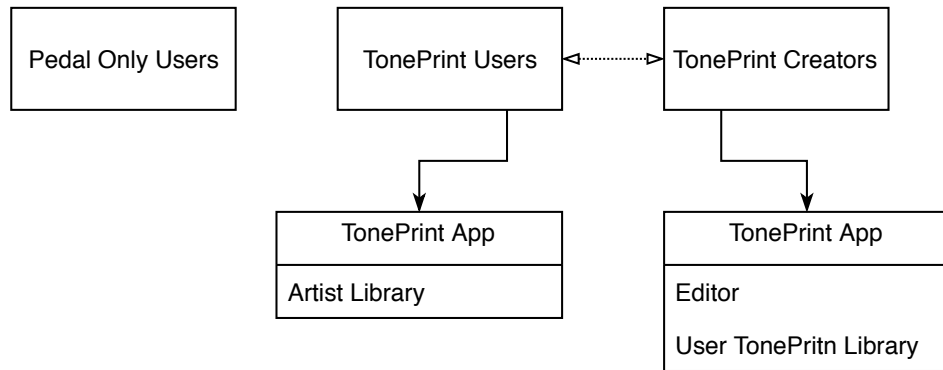 Pedal Only Users
TonePrint Users
TonePrint Creators
TonePrint App
Artist Library
TonePrint App
Editor
User TonePritn Library